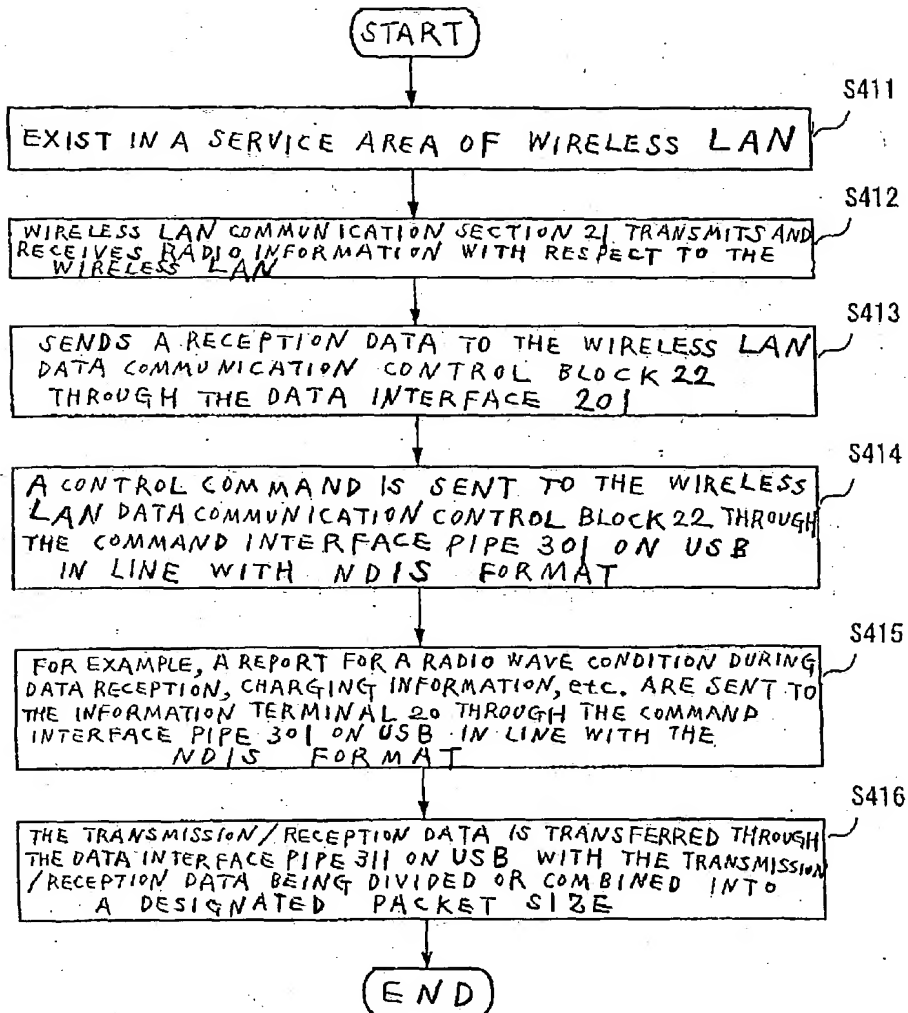 START
S411
EXIST IN A SERVICE AREA OF WIRELESS LAN
S412
WIRELESS LAN COMMUNICATION SECTION 21 TRANSMITS AND
RECEIVES RADIO INFORMATION WITH RESPECT TO THE
WIRELESS LAN
S413
SENDS A RECEPTION DATA TO THE WIRELESS LAN
DATA COMMUNICATION CONTROL BLOCK 22
THROUGH THE DATA INTERFACE 201
S414
A CONTROL COMMAND IS SENT TO THE WIRELESS
LAN DATA COMMUNICATION CONTROL BLOCK 22 THROUGH
THE COMMAND INTERFACE PIPE 301 ON USB
IN LINE WITH NDIS FORMAT
S415
FOR EXAMPLE, A REPORT FOR A RADIO WAVE CONDITION DURING
DATA RECEPTION, CHARGING INFORMATION, etc. ARE SENT TO
THE INFORMATION TERMINAL 20 THROUGH THE COMMAND
INTERFACE PIPE 301 ON USB IN LINE WITH THE
NDIS FORMAT
S416
THE TRANSMISSION/RECEPTION DATA IS TRANSFERRED THROUGH
THE DATA INTERFACE PIPE 311 ON USB WITH THE TRANSMISSION
/RECEPTION DATA BEING DIVIDED OR COMBINED INTO
A DESIGNATED PACKET SIZE
END